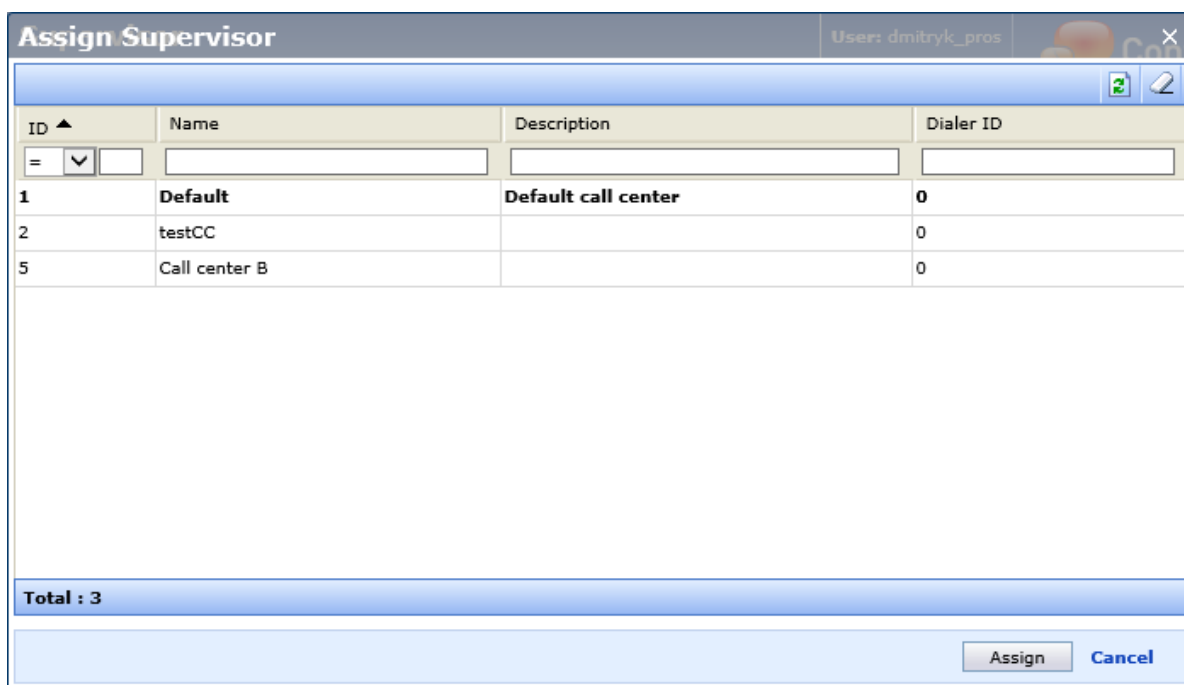 Assign Supervisor User: dmitryk_pros
ID Name Description Dialer ID
=
1 Default Default call center 0
2 testCC 0
5 Call center B 0
Total : 3
Assign Cancel